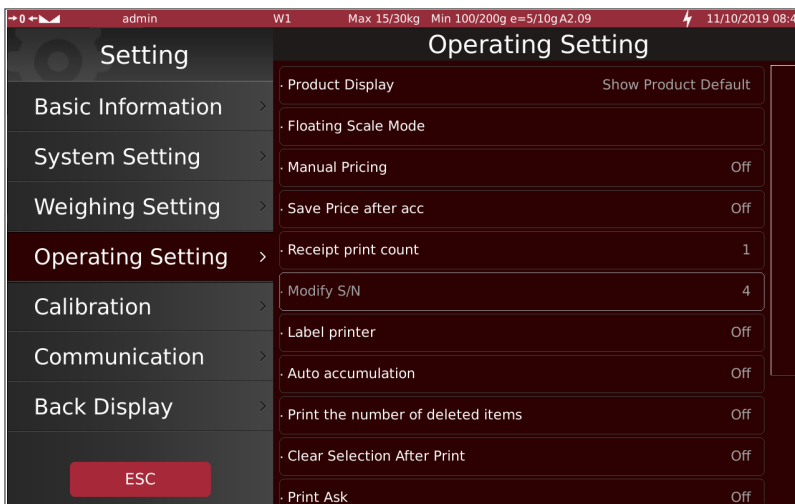 →0← admin W1 Max 15/30kg Min 100/200g e=5/10g A2.09 11/10/2019 08:4
Setting
Basic Information
System Setting
Weighing Setting
Operating Setting
Calibration
Communication
Back Display
ESC
Operating Setting
· Product Display Show Product Default
· Floating Scale Mode
· Manual Pricing Off
· Save Price after acc Off
· Receipt print count 1
· Modify S/N 4
· Label printer Off
· Auto accumulation Off
· Print the number of deleted items Off
· Clear Selection After Print Off
· Print Ask Off